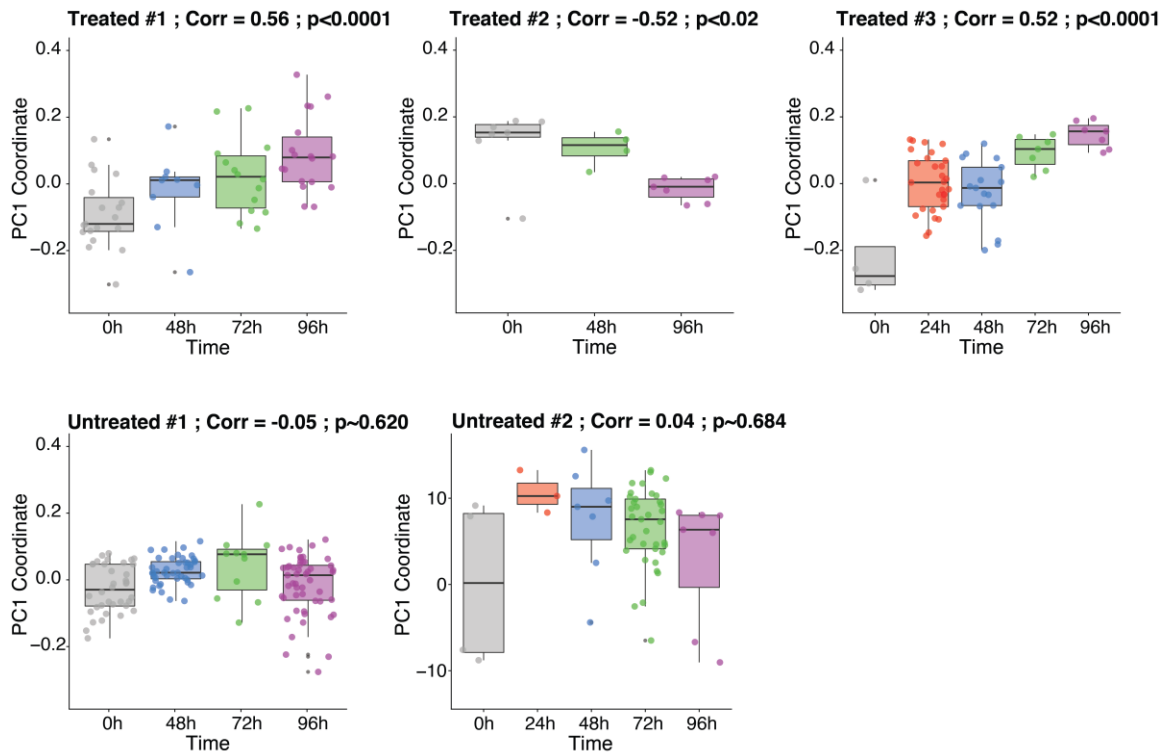 Treated #1 ; Corr = 0.56 ; p<0.0001
0.4
0.2
0.0
−0.2
PC1 Coordinate
0h 48h 72h 96h
Time
Treated #2 ; Corr = -0.52 ; p<0.02
0.4
0.2
0.0
−0.2
PC1 Coordinate
0h 48h 96h
Time
Treated #3 ; Corr = 0.52 ; p<0.0001
0.4
0.2
0.0
−0.2
PC1 Coordinate
0h 24h 48h 72h 96h
Time
Untreated #1 ; Corr = -0.05 ; p~0.620
0.4
0.2
0.0
−0.2
PC1 Coordinate
0h 48h 72h 96h
Time
Untreated #2 ; Corr = 0.04 ; p~0.684
10
0
−10
PC1 Coordinate
0h 24h 48h 72h 96h
Time